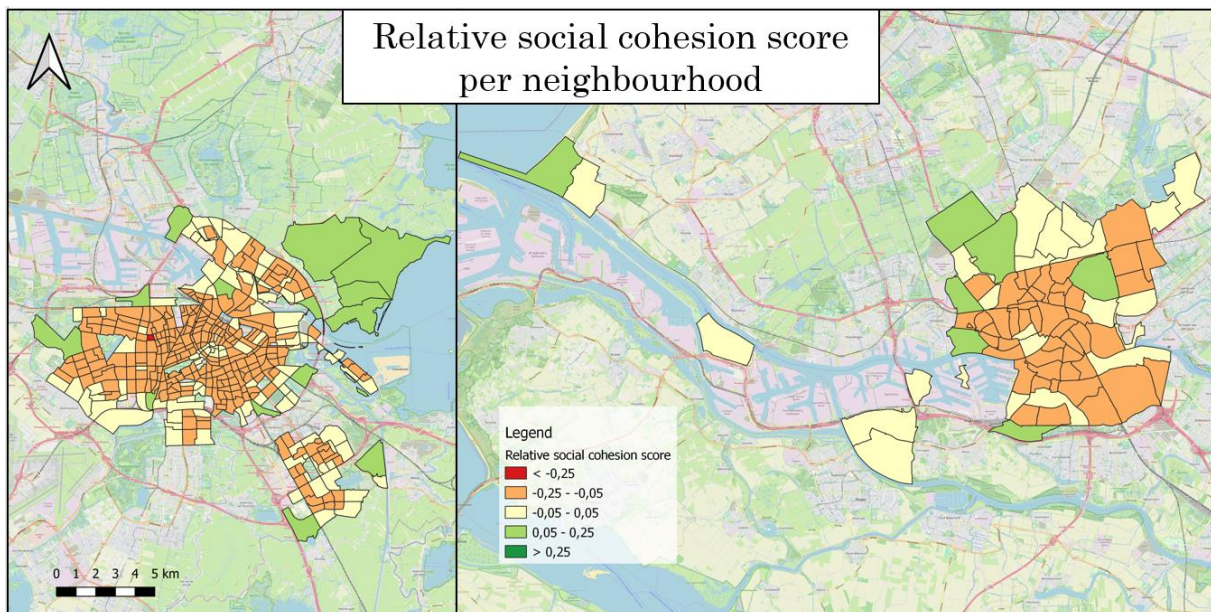 Relative social cohesion score
per neighbourhood
Legend
Relative social cohesion score
< -0,25
-0,25 - -0,05
-0,05 - 0,05
0,05 - 0,25
> 0,25
0 1 2 3 4 5 km